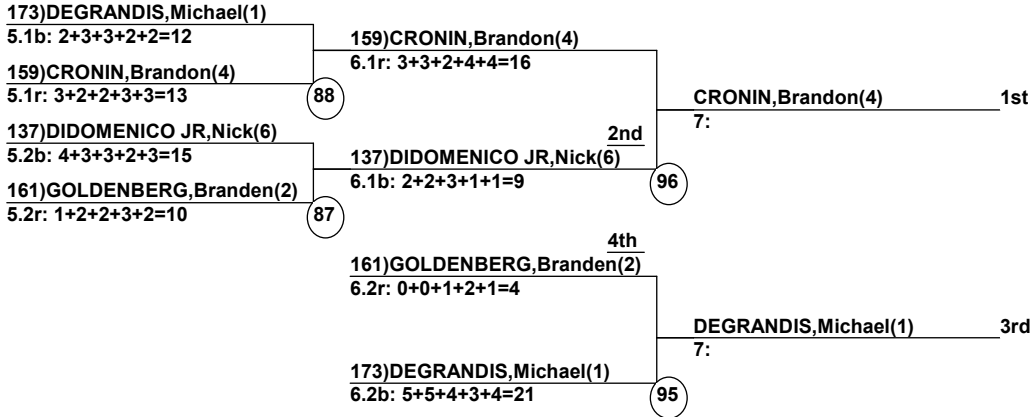 173)DEGRANDIS,Michael(1)
5.1b: 2+3+3+2+2=12
159)CRONIN,Brandon(4)
5.1r: 3+2+2+3+3=13
88
137)DIDOMENICO JR,Nick(6)
5.2b: 4+3+3+2+3=15
161)GOLDENBERG,Branden(2)
5.2r: 1+2+2+3+2=10
87
159)CRONIN,Brandon(4)
6.1r: 3+3+2+4+4=16
2nd
137)DIDOMENICO JR,Nick(6)
6.1b: 2+2+3+1+1=9
96
CRONIN,Brandon(4) 1st
7:
4th
161)GOLDENBERG,Branden(2)
6.2r: 0+0+1+2+1=4
173)DEGRANDIS,Michael(1)
6.2b: 5+5+4+3+4=21
95
DEGRANDIS,Michael(1) 3rd
7: